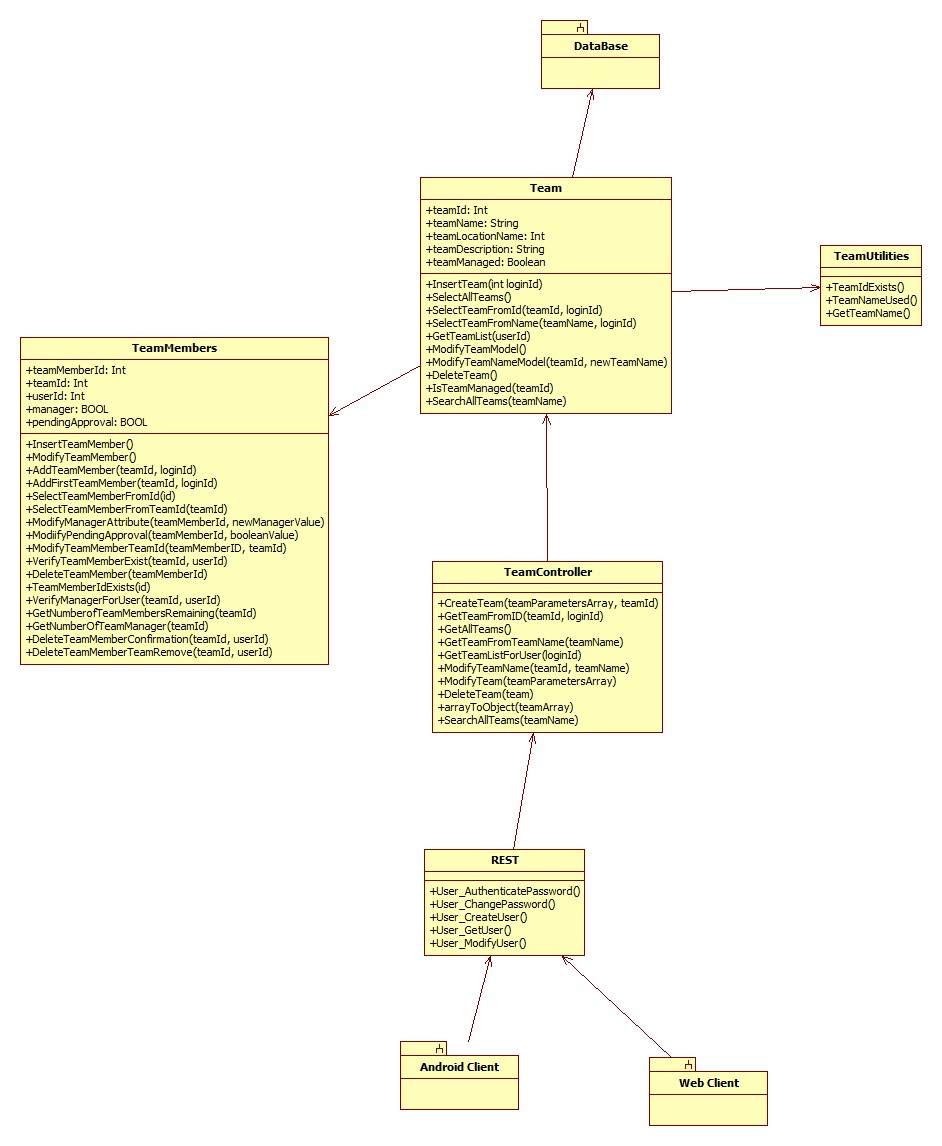 DataBase
Team
+teamId: Int
+teamName: String
+teamLocationName: Int
+teamDescription: String
+teamManaged: Boolean
+InsertTeam(int loginId)
+SelectAllTeams()
+SelectTeamFromId(teamId, loginId)
+SelectTeamFromName(teamName, loginId)
+GetTeamList(userId)
+ModifyTeamModel()
+ModifyTeamNameModel(teamId, newTeamName)
+DeleteTeam()
+IsTeamManaged(teamId)
+SearchAllTeams(teamName)
TeamUtilities
+TeamIdExists()
+TeamNameUsed()
+GetTeamName()
TeamMembers
+teamMemberId: Int
+teamId: Int
+userId: Int
+manager: BOOL
+pendingApproval: BOOL
+InsertTeamMember()
+ModifyTeamMember()
+AddTeamMember(teamId, loginId)
+AddFirstTeamMember(teamId, loginId)
+SelectTeamMemberFromId(id)
+SelectTeamMemberFromTeamId(teamId)
+ModifyManagerAttribute(teamMemberId, newManagerValue)
+ModiifyPendingApproval(teamMemberId, booleanValue)
+ModifyTeamMemberTeamId(teamMemberID, teamId)
+VerifyTeamMemberExist(teamId, userId)
+DeleteTeamMember(teamMemberId)
+TeamMemberIdExists(id)
+VerifyManagerForUser(teamId, userId)
+GetNumberofTeamMembersRemaining(teamId)
+GetNumberOfTeamManager(teamId)
+DeleteTeamMemberConfirmation(teamId, userId)
+DeleteTeamMemberTeamRemove(teamId, userId)
TeamController
+CreateTeam(teamParametersArray, teamId)
+GetTeamFromID(teamId, loginId)
+GetAllTeams()
+GetTeamFromTeamName(teamName)
+GetTeamListForUser(loginId)
+ModifyTeamName(teamId, teamName)
+ModifyTeam(teamParametersArray)
+DeleteTeam(team)
+arrayToObject(teamArray)
+SearchAllTeams(teamName)
REST
+User_AuthenticatePassword()
+User_ChangePassword()
+User_CreateUser()
+User_GetUser()
+User_ModifyUser()
Android Client
Web Client